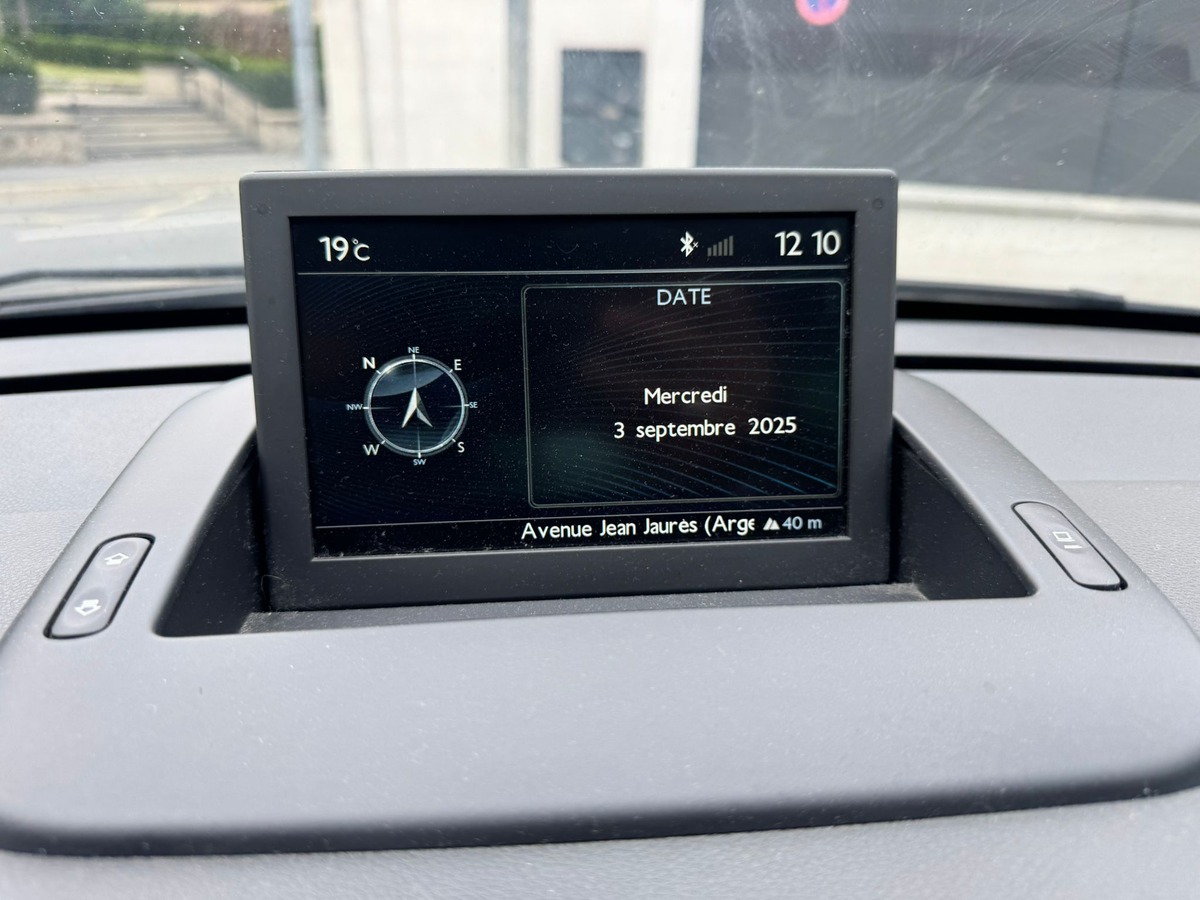 19°C 12 10
DATE
NE
N E
NW SE
W S
SW
Mercredi
3 septembre 2025
Avenue Jean Jaurès (Arge 40 m